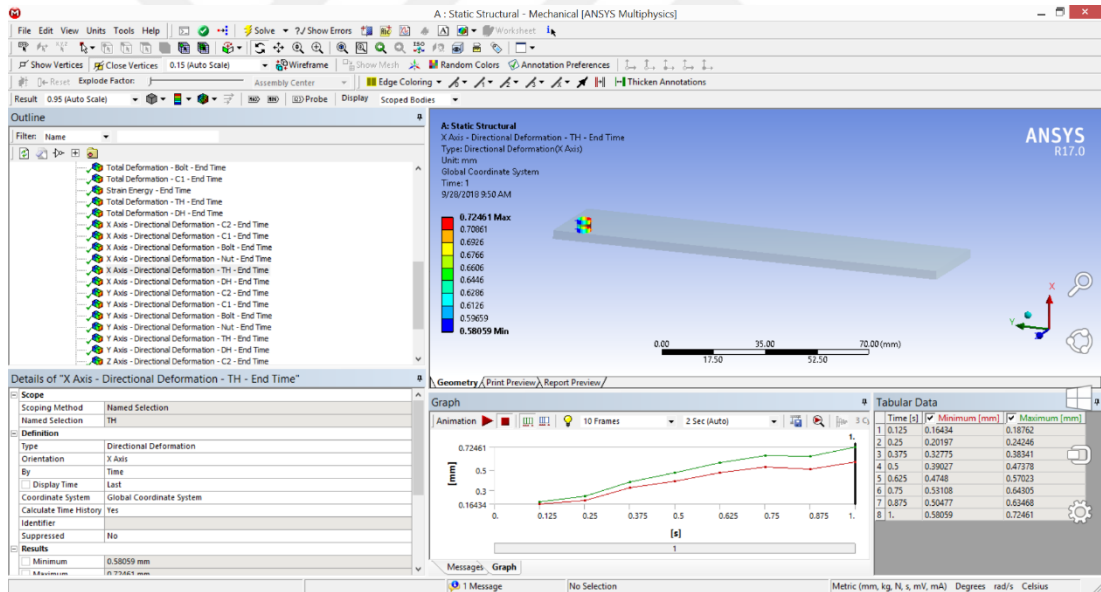 A : Static Structural - Mechanical [ANSYS Multiphysics]
File Edit View Units Tools Help Solve ?/ Show Errors Worksheet
Show Vertices Close Vertices 0.15 (Auto Scale) Wireframe Show Mesh Random Colors Annotation Preferences
Reset Explode Factor: Assembly Center Edge Coloring Thicken Annotations
Result 0.95 (Auto Scale) Probe Display Scoped Bodies
Outline
Filter: Name
Total Deformation - Bolt - End Time
Total Deformation - C1 - End Time
Strain Energy - End Time
Total Deformation - TH - End Time
Total Deformation - DH - End Time
X Axis - Directional Deformation - C2 - End Time
X Axis - Directional Deformation - C1 - End Time
X Axis - Directional Deformation - Bolt - End Time
X Axis - Directional Deformation - Nut - End Time
X Axis - Directional Deformation - TH - End Time
X Axis - Directional Deformation - DH - End Time
Y Axis - Directional Deformation - C2 - End Time
Y Axis - Directional Deformation - C1 - End Time
Y Axis - Directional Deformation - Bolt - End Time
Y Axis - Directional Deformation - Nut - End Time
Y Axis - Directional Deformation - TH - End Time
Y Axis - Directional Deformation - DH - End Time
Z Axis - Directional Deformation - C2 - End Time
Details of "X Axis - Directional Deformation - TH - End Time"
Scope
Scoping Method Named Selection
Named Selection TH
Definition
Type Directional Deformation
Orientation X Axis
By Time
Display Time Last
Coordinate System Global Coordinate System
Calculate Time History Yes
Identifier
Suppressed No
Results
Minimum 0.58059 mm
Maximum 0.72461 mm
A: Static Structural
X Axis - Directional Deformation - TH - End Time
Type: Directional Deformation(X Axis)
Unit: mm
Global Coordinate System
Time: 1
9/28/2018 9:50 AM
0.72461 Max
0.70861
0.6926
0.6766
0.6606
0.6446
0.6286
0.6126
0.59659
0.58059 Min
ANSYS
R17.0
X
Y
0.00 35.00 70.00 (mm)
17.50 52.50
Geometry Print Preview Report Preview
Graph
Animation 10 Frames 2 Sec (Auto)
1.
0.72461
0.5
0.3
0.16434
[mm]
0. 0.125 0.25 0.375 0.5 0.625 0.75 0.875 1.
[s]
1
Messages Graph
Tabular Data
Time [s] Minimum [mm] Maximum [mm]
1 0.125 0.16434 0.18762
2 0.25 0.20197 0.24246
3 0.375 0.32775 0.38341
4 0.5 0.39027 0.47378
5 0.625 0.4748 0.57023
6 0.75 0.53108 0.64305
7 0.875 0.50477 0.63468
8 1. 0.58059 0.72461
1 Message No Selection Metric (mm, kg, N, s, mV, mA) Degrees rad/s Celsius